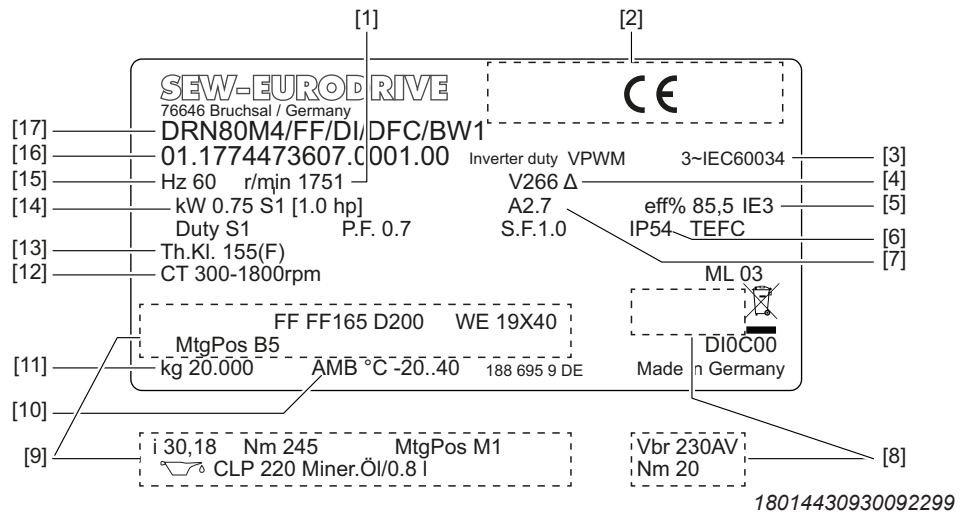 [1] [2]
SEW-EURODRIVE CE
76646 Bruchsal / Germany
[17] DRN80M4/FF/DI/DFC/BW1
[16] 01.1774473607.0001.00 Inverter duty VPWM 3~IEC60034 [3]
[15] Hz 60 r/min 1751 V266 Δ [4]
[14] kW 0.75 S1 [1.0 hp] A2.7 eff% 85,5 IE3 [5]
Duty S1 P.F. 0.7 S.F.1.0 IP54 TEFC [6]
[13] Th.Kl. 155(F) [7]
[12] CT 300-1800rpm ML 03
FF FF165 D200 WE 19X40
MtgPos B5 DI0C00
[11] kg 20.000 AMB °C -20..40 188 695 9 DE Made in Germany
[10]
[9] i 30,18 Nm 245 MtgPos M1 Vbr 230AV [8]
CLP 220 Miner.Öl/0.8 l Nm 20
18014430930092299